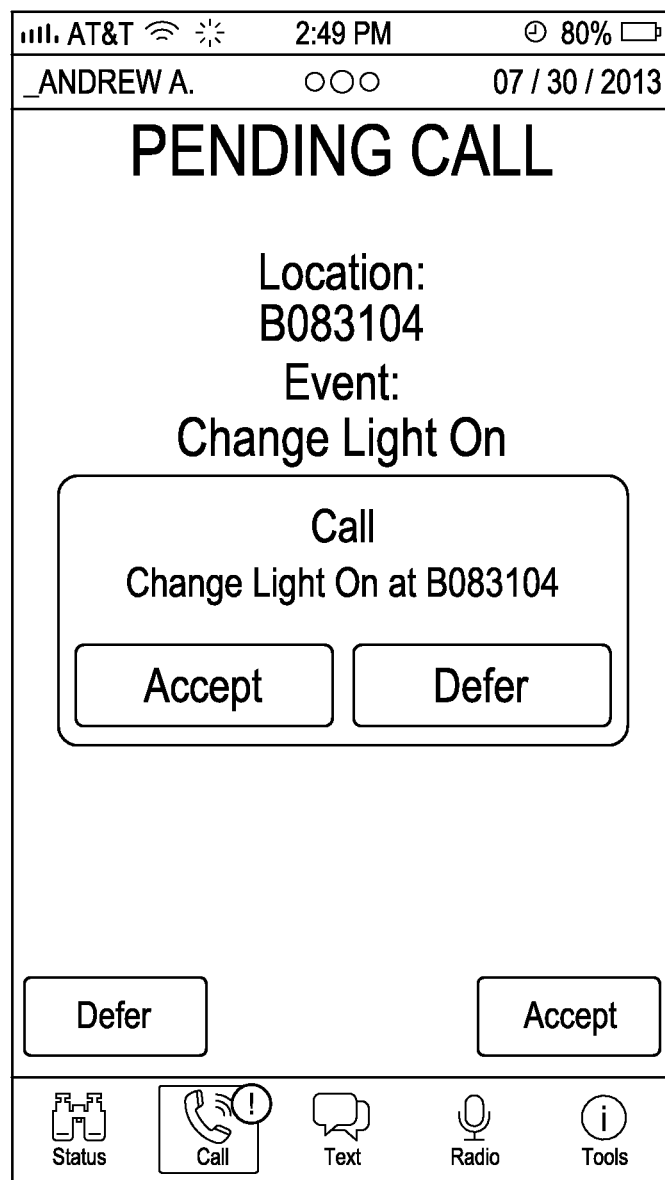 AT&T 2:49 PM 80%
_ANDREW A. 07 / 30 / 2013
PENDING CALL
Location:
B083104
Event:
Change Light On
Call
Change Light On at B083104
Accept Defer
Defer Accept
!
i
Status Call Text Radio Tools